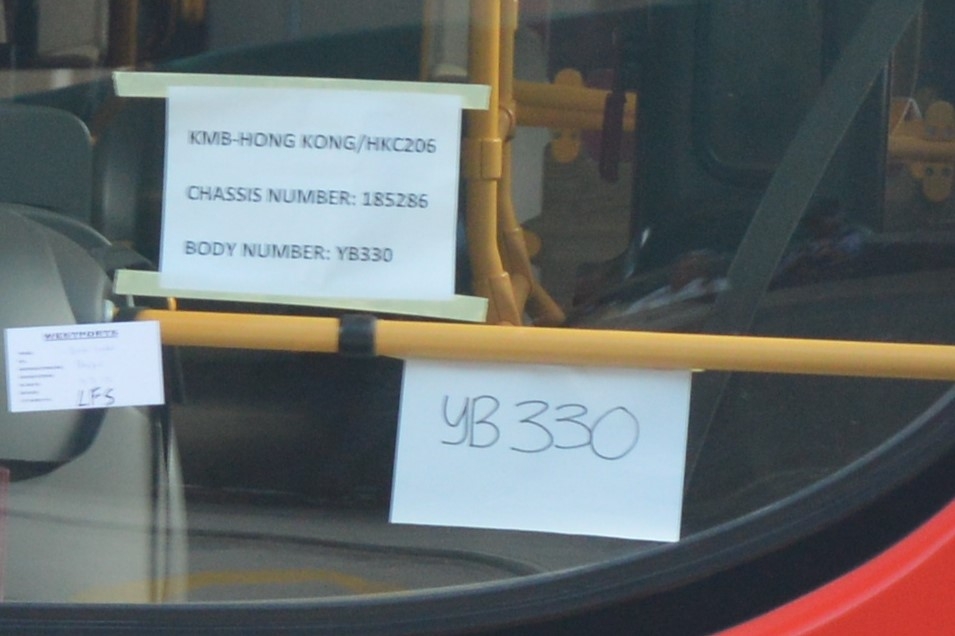 KMB-HONG KONG/HKC206
CHASSIS NUMBER: 185286
BODY NUMBER: YB330
WESTPORTS
LFS
YB330